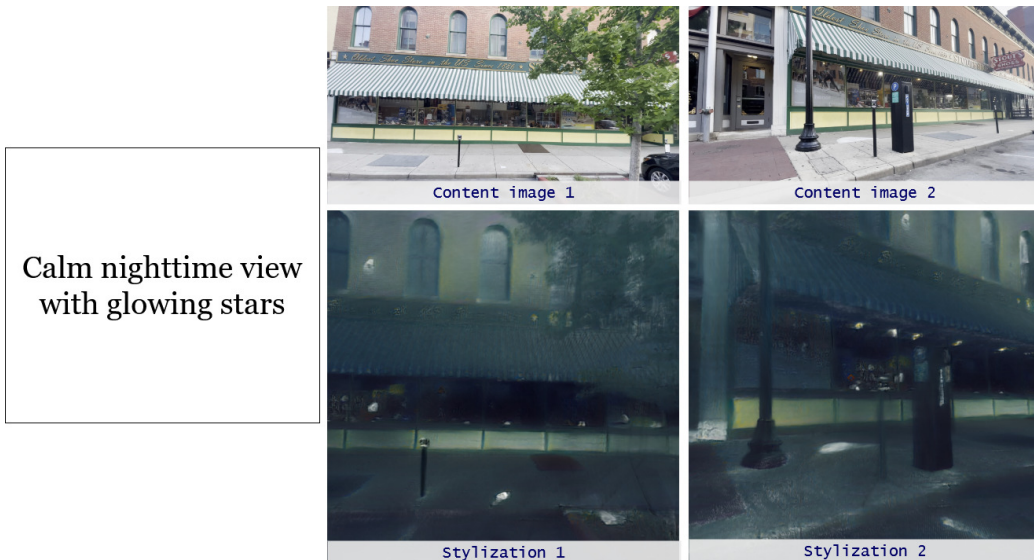 Calm nighttime view
with glowing stars
Content image 1
Content image 2
Stylization 1
Stylization 2